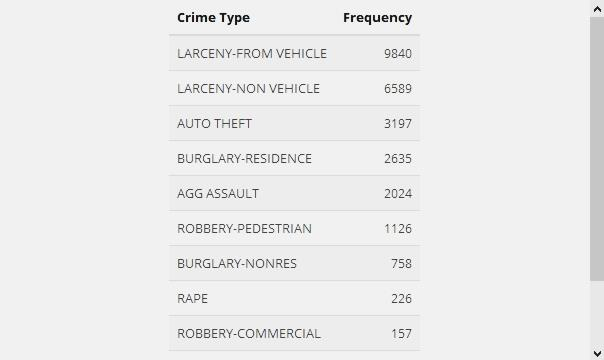 Crime Type Frequency
LARCENY-FROM VEHICLE 9840
LARCENY-NON VEHICLE 6589
AUTO THEFT 3197
BURGLARY-RESIDENCE 2635
AGG ASSAULT 2024
ROBBERY-PEDESTRIAN 1126
BURGLARY-NONRES 758
RAPE 226
ROBBERY-COMMERCIAL 157